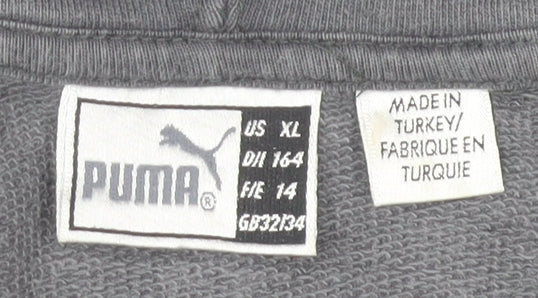 PUMA®
US XL
D/I 164
F/E 14
GB32/34
MADE IN
TURKEY/
FABRIQUE EN
TURQUIE